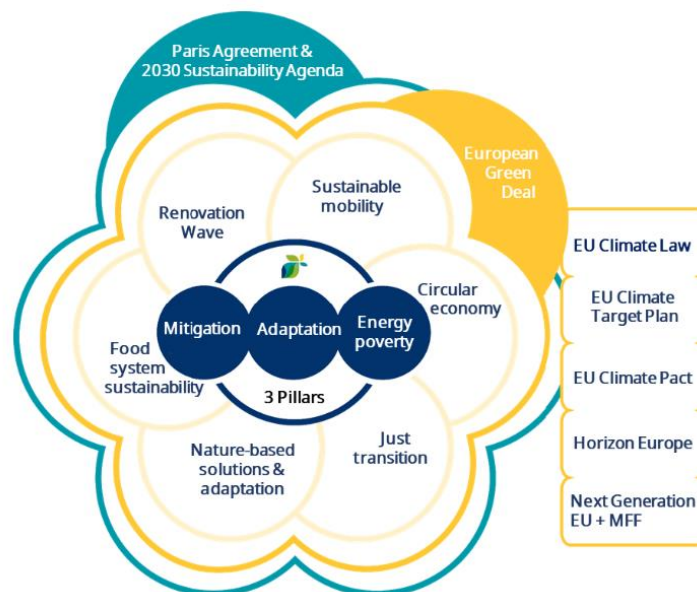 Paris Agreement &
2030 Sustainability Agenda
European
Green
Deal
Renovation
Wave
Sustainable
mobility
Circular
economy
Mitigation
Adaptation
Energy
poverty
Food
system
sustainability
3 Pillars
Nature-based
solutions &
adaptation
Just
transition
EU Climate Law
EU Climate
Target Plan
EU Climate Pact
Horizon Europe
Next Generation
EU + MFF